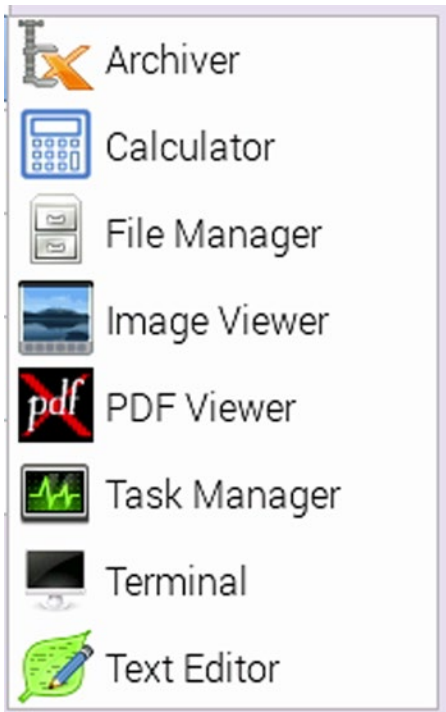 Archiver
Calculator
File Manager
Image Viewer
pdf PDF Viewer
Task Manager
Terminal
Text Editor